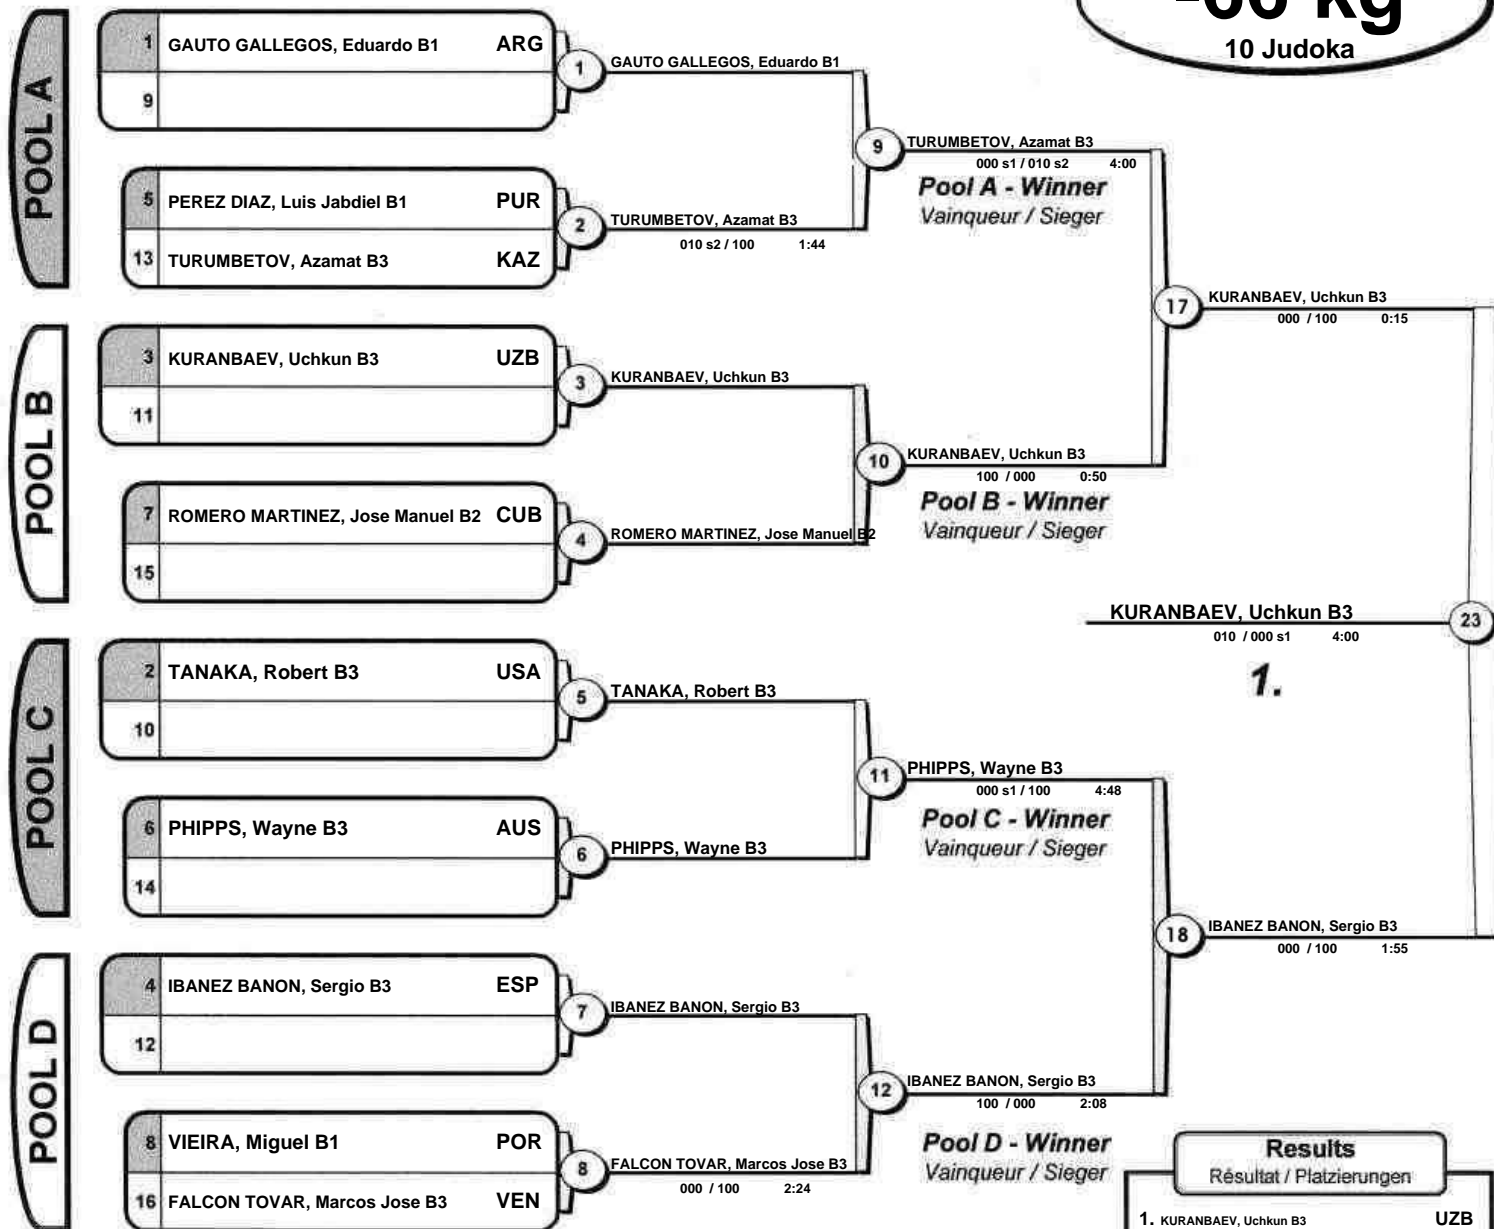 -66 kg
10 Judoka
POOL A
1 GAUTO GALLEGOS, Eduardo B1 ARG
9
5 PEREZ DIAZ, Luis Jabdiel B1 PUR
13 TURUMBETOV, Azamat B3 KAZ
1 GAUTO GALLEGOS, Eduardo B1
2 TURUMBETOV, Azamat B3
010 s2 / 100 1:44
9 TURUMBETOV, Azamat B3
000 s1 / 010 s2 4:00
Pool A - Winner
Vainqueur / Sieger
POOL B
3 KURANBAEV, Uchkun B3 UZB
11
7 ROMERO MARTINEZ, Jose Manuel B2 CUB
15
3 KURANBAEV, Uchkun B3
4 ROMERO MARTINEZ, Jose Manuel B2
10 KURANBAEV, Uchkun B3
100 / 000 0:50
Pool B - Winner
Vainqueur / Sieger
17 KURANBAEV, Uchkun B3
000 / 100 0:15
POOL C
2 TANAKA, Robert B3 USA
10
6 PHIPPS, Wayne B3 AUS
14
5 TANAKA, Robert B3
6 PHIPPS, Wayne B3
11 PHIPPS, Wayne B3
000 s1 / 100 4:48
Pool C - Winner
Vainqueur / Sieger
POOL D
4 IBANEZ BANON, Sergio B3 ESP
12
8 VIEIRA, Miguel B1 POR
16 FALCON TOVAR, Marcos Jose B3 VEN
7 IBANEZ BANON, Sergio B3
8 FALCON TOVAR, Marcos Jose B3
000 / 100 2:24
12 IBANEZ BANON, Sergio B3
100 / 000 2:08
Pool D - Winner
Vainqueur / Sieger
18 IBANEZ BANON, Sergio B3
000 / 100 1:55
KURANBAEV, Uchkun B3 23
010 / 000 s1 4:00
1.
Results
Résultat / Platzierungen
1. KURANBAEV, Uchkun B3 UZB